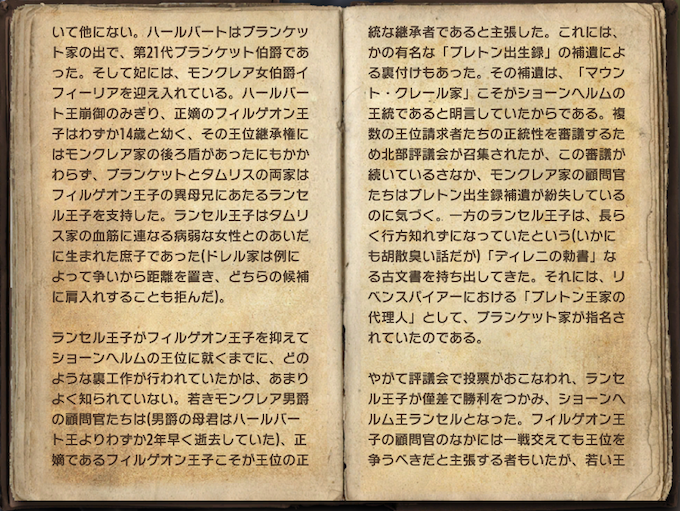 いて他にない。ハールバートはプランケッ
ト家の出で、第21代プランケット伯爵であ
った。そして妃には、モンクレア女伯爵イ
フィーリアを迎え入れている。ハールバー
ト王崩御のみぎり、正嫡のフィルゲオン王
子はわずか14歳と幼く、その王位継承権に
はモンクレア家の後ろ盾があったにもかか
わらず、プランケットとタムリスの両家は
フィルゲオン王子の異母兄にあたるランセ
ル王子を支持した。ランセル王子はタムリ
ス家の血筋に連なる病弱な女性とのあいだ
に生まれた庶子であった(ドレル家は例に
よって争いから距離を置き、どちらの候補
に肩入れすることも拒んだ)。
ランセル王子がフィルゲオン王子を抑えて
ショーンヘルムの王位に就くまでに、どの
ような裏工作が行われていたかは、あまり
よく知られていない。若きモンクレア男爵
の顧問官たちは(男爵の母君はハールバー
ト王よりわずか2年早く逝去していた)、正
嫡であるフィルゲオン王子こそが王位の正
統な継承者であると主張した。これには、
かの有名な「ブレトン出生録」の補遺によ
る裏付けもあった。その補遺は、「マウン
ト・クレール家」こそがショーンヘルムの
王統であると明言していたからである。複
数の王位請求者たちの正統性を審議するた
め北部評議会が召集されたが、この審議が
続いているさなか、モンクレア家の顧問官
たちはブレトン出生録補遺が紛失している
のに気づく。一方のランセル王子は、長ら
く行方知れずになっていたという(いかに
も胡散臭い話だが)「ディレニの勅書」な
る古文書を持ち出してきた。それには、リ
ベンスパイアーにおける「ブレトン王家の
代理人」として、プランケット家が指名さ
れていたのである。
やがて評議会で投票がおこなわれ、ランセ
ル王子が僅差で勝利をつかみ、ショーンヘ
ルム王ランセルとなった。フィルゲオン王
子の顧問官のなかには一戦交えても王位を
争うべきだと主張する者もいたが、若い王